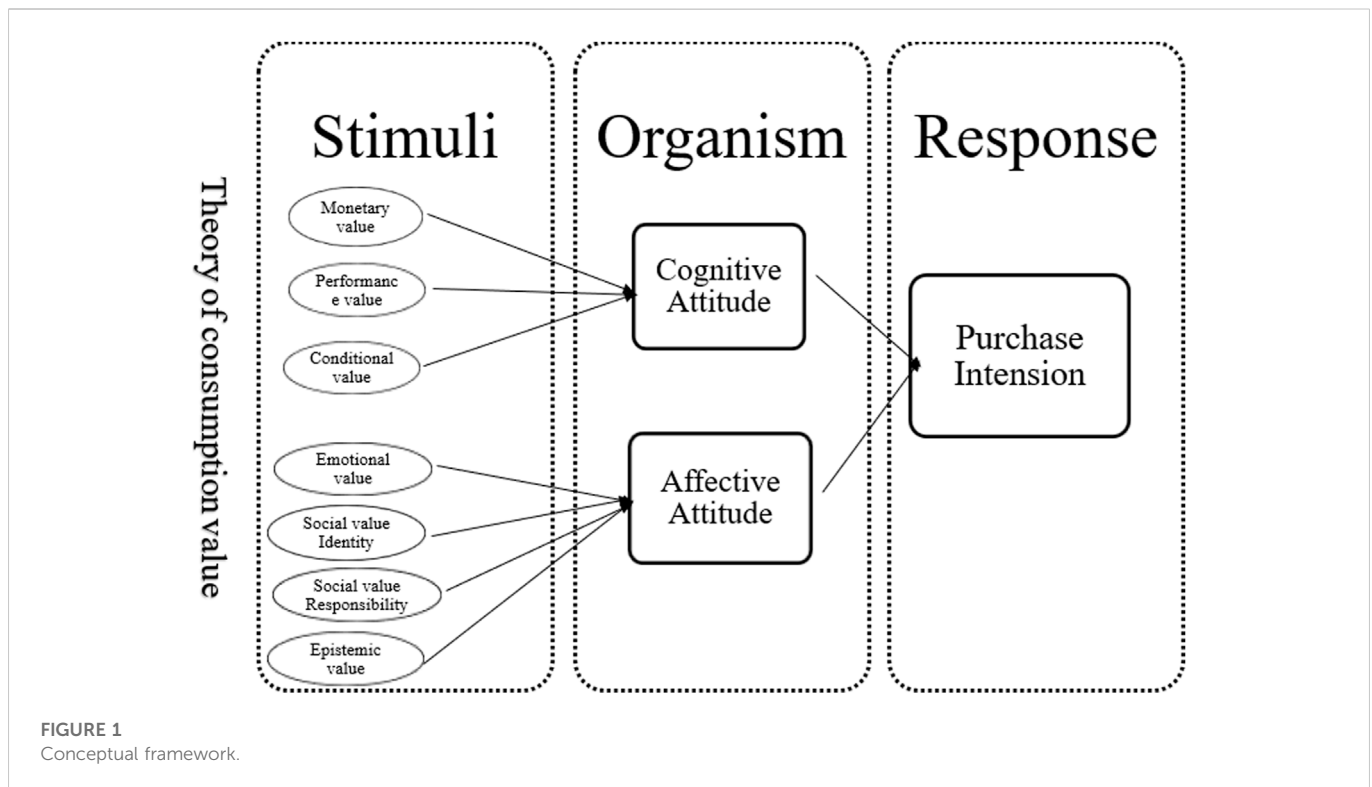 Theory of consumption value
Stimuli
Monetary
value
Performanc
e value
Conditional
value
Emotional
value
Social value
Identity
Social value
Responsibility
Epistemic
value
Organism
Cognitive
Attitude
Affective
Attitude
Response
Purchase
Intension
FIGURE 1
Conceptual framework.